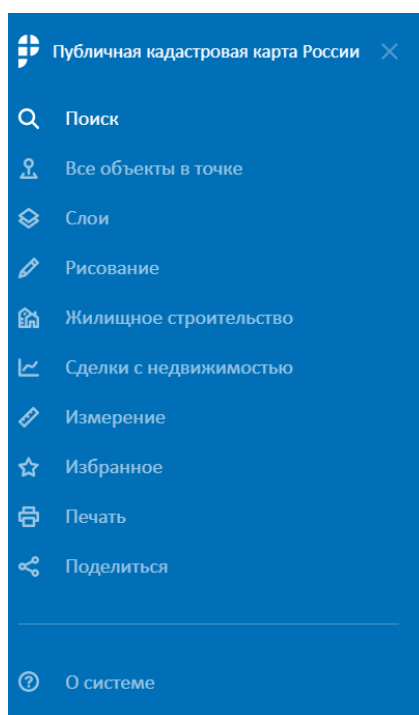 Публичная кадастровая карта России
Поиск
Все объекты в точке
Слои
Рисование
Жилищное строительство
Сделки с недвижимостью
Измерение
Избранное
Печать
Поделиться
О системе